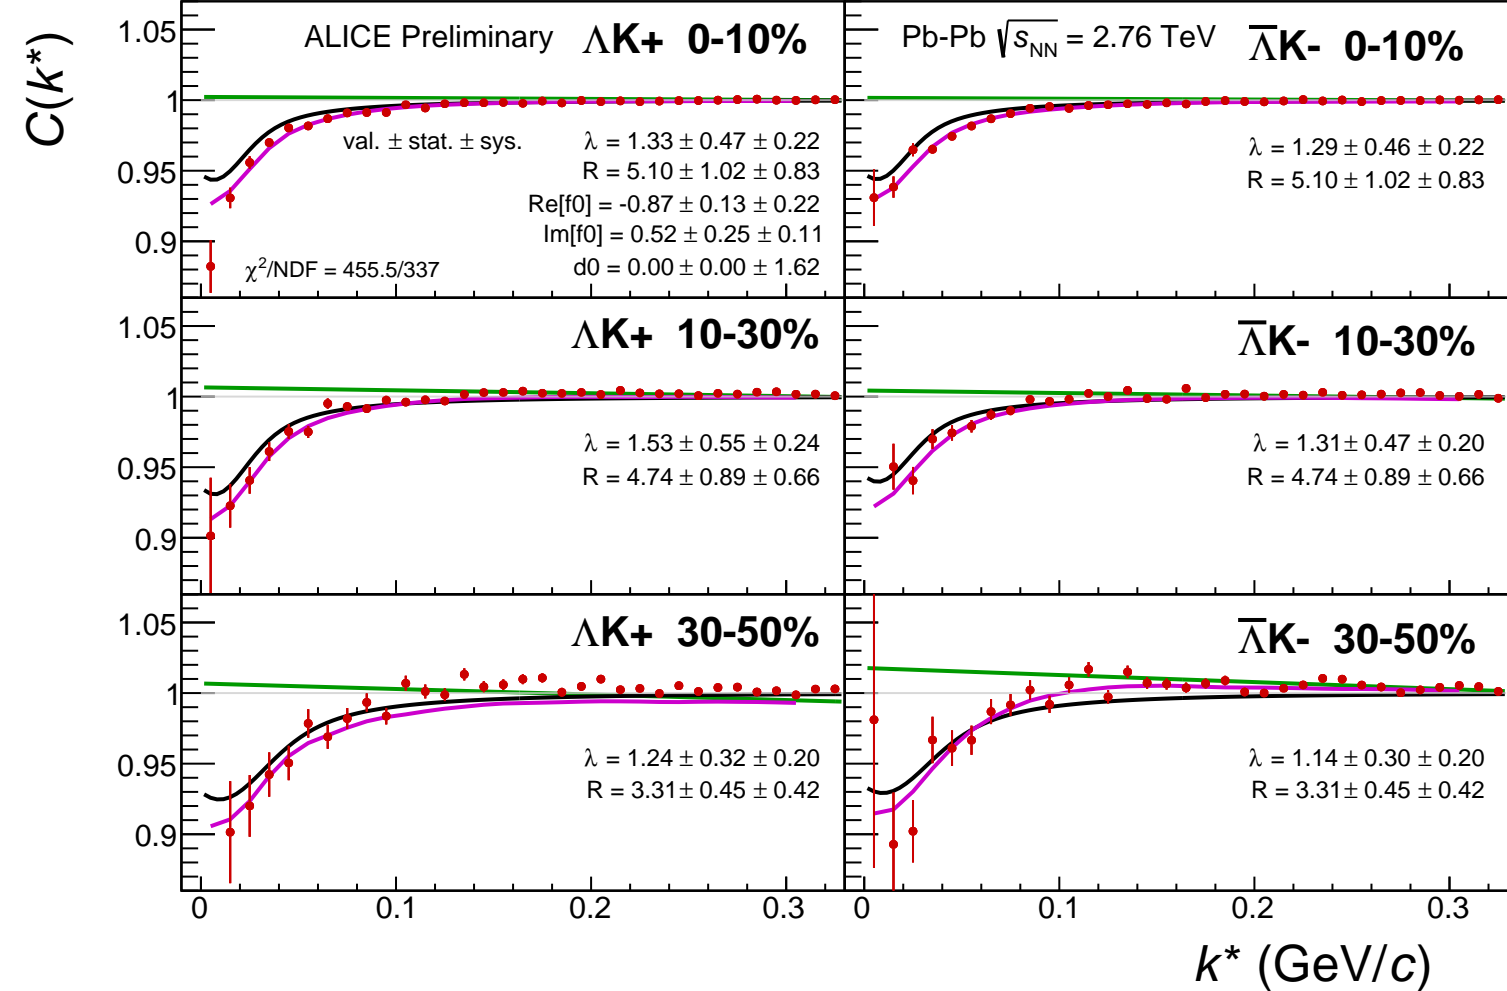 C(k*)
ALICE Preliminary ΛK+ 0-10%
1.05
1
0.95
0.9
val. ± stat. ± sys.
λ = 1.33 ± 0.47 ± 0.22
R = 5.10 ± 1.02 ± 0.83
Re[f0] = -0.87 ± 0.13 ± 0.22
Im[f0] = 0.52 ± 0.25 ± 0.11
d0 = 0.00 ± 0.00 ± 1.62
χ²/NDF = 455.5/337
Pb-Pb √s_NN = 2.76 TeV Λ̅K- 0-10%
λ = 1.29 ± 0.46 ± 0.22
R = 5.10 ± 1.02 ± 0.83
ΛK+ 10-30%
1.05
1
0.95
0.9
λ = 1.53 ± 0.55 ± 0.24
R = 4.74 ± 0.89 ± 0.66
Λ̅K- 10-30%
λ = 1.31 ± 0.47 ± 0.20
R = 4.74 ± 0.89 ± 0.66
ΛK+ 30-50%
1.05
1
0.95
0.9
λ = 1.24 ± 0.32 ± 0.20
R = 3.31 ± 0.45 ± 0.42
Λ̅K- 30-50%
λ = 1.14 ± 0.30 ± 0.20
R = 3.31 ± 0.45 ± 0.42
0 0.1 0.2 0.3
0 0.1 0.2 0.3
k* (GeV/c)